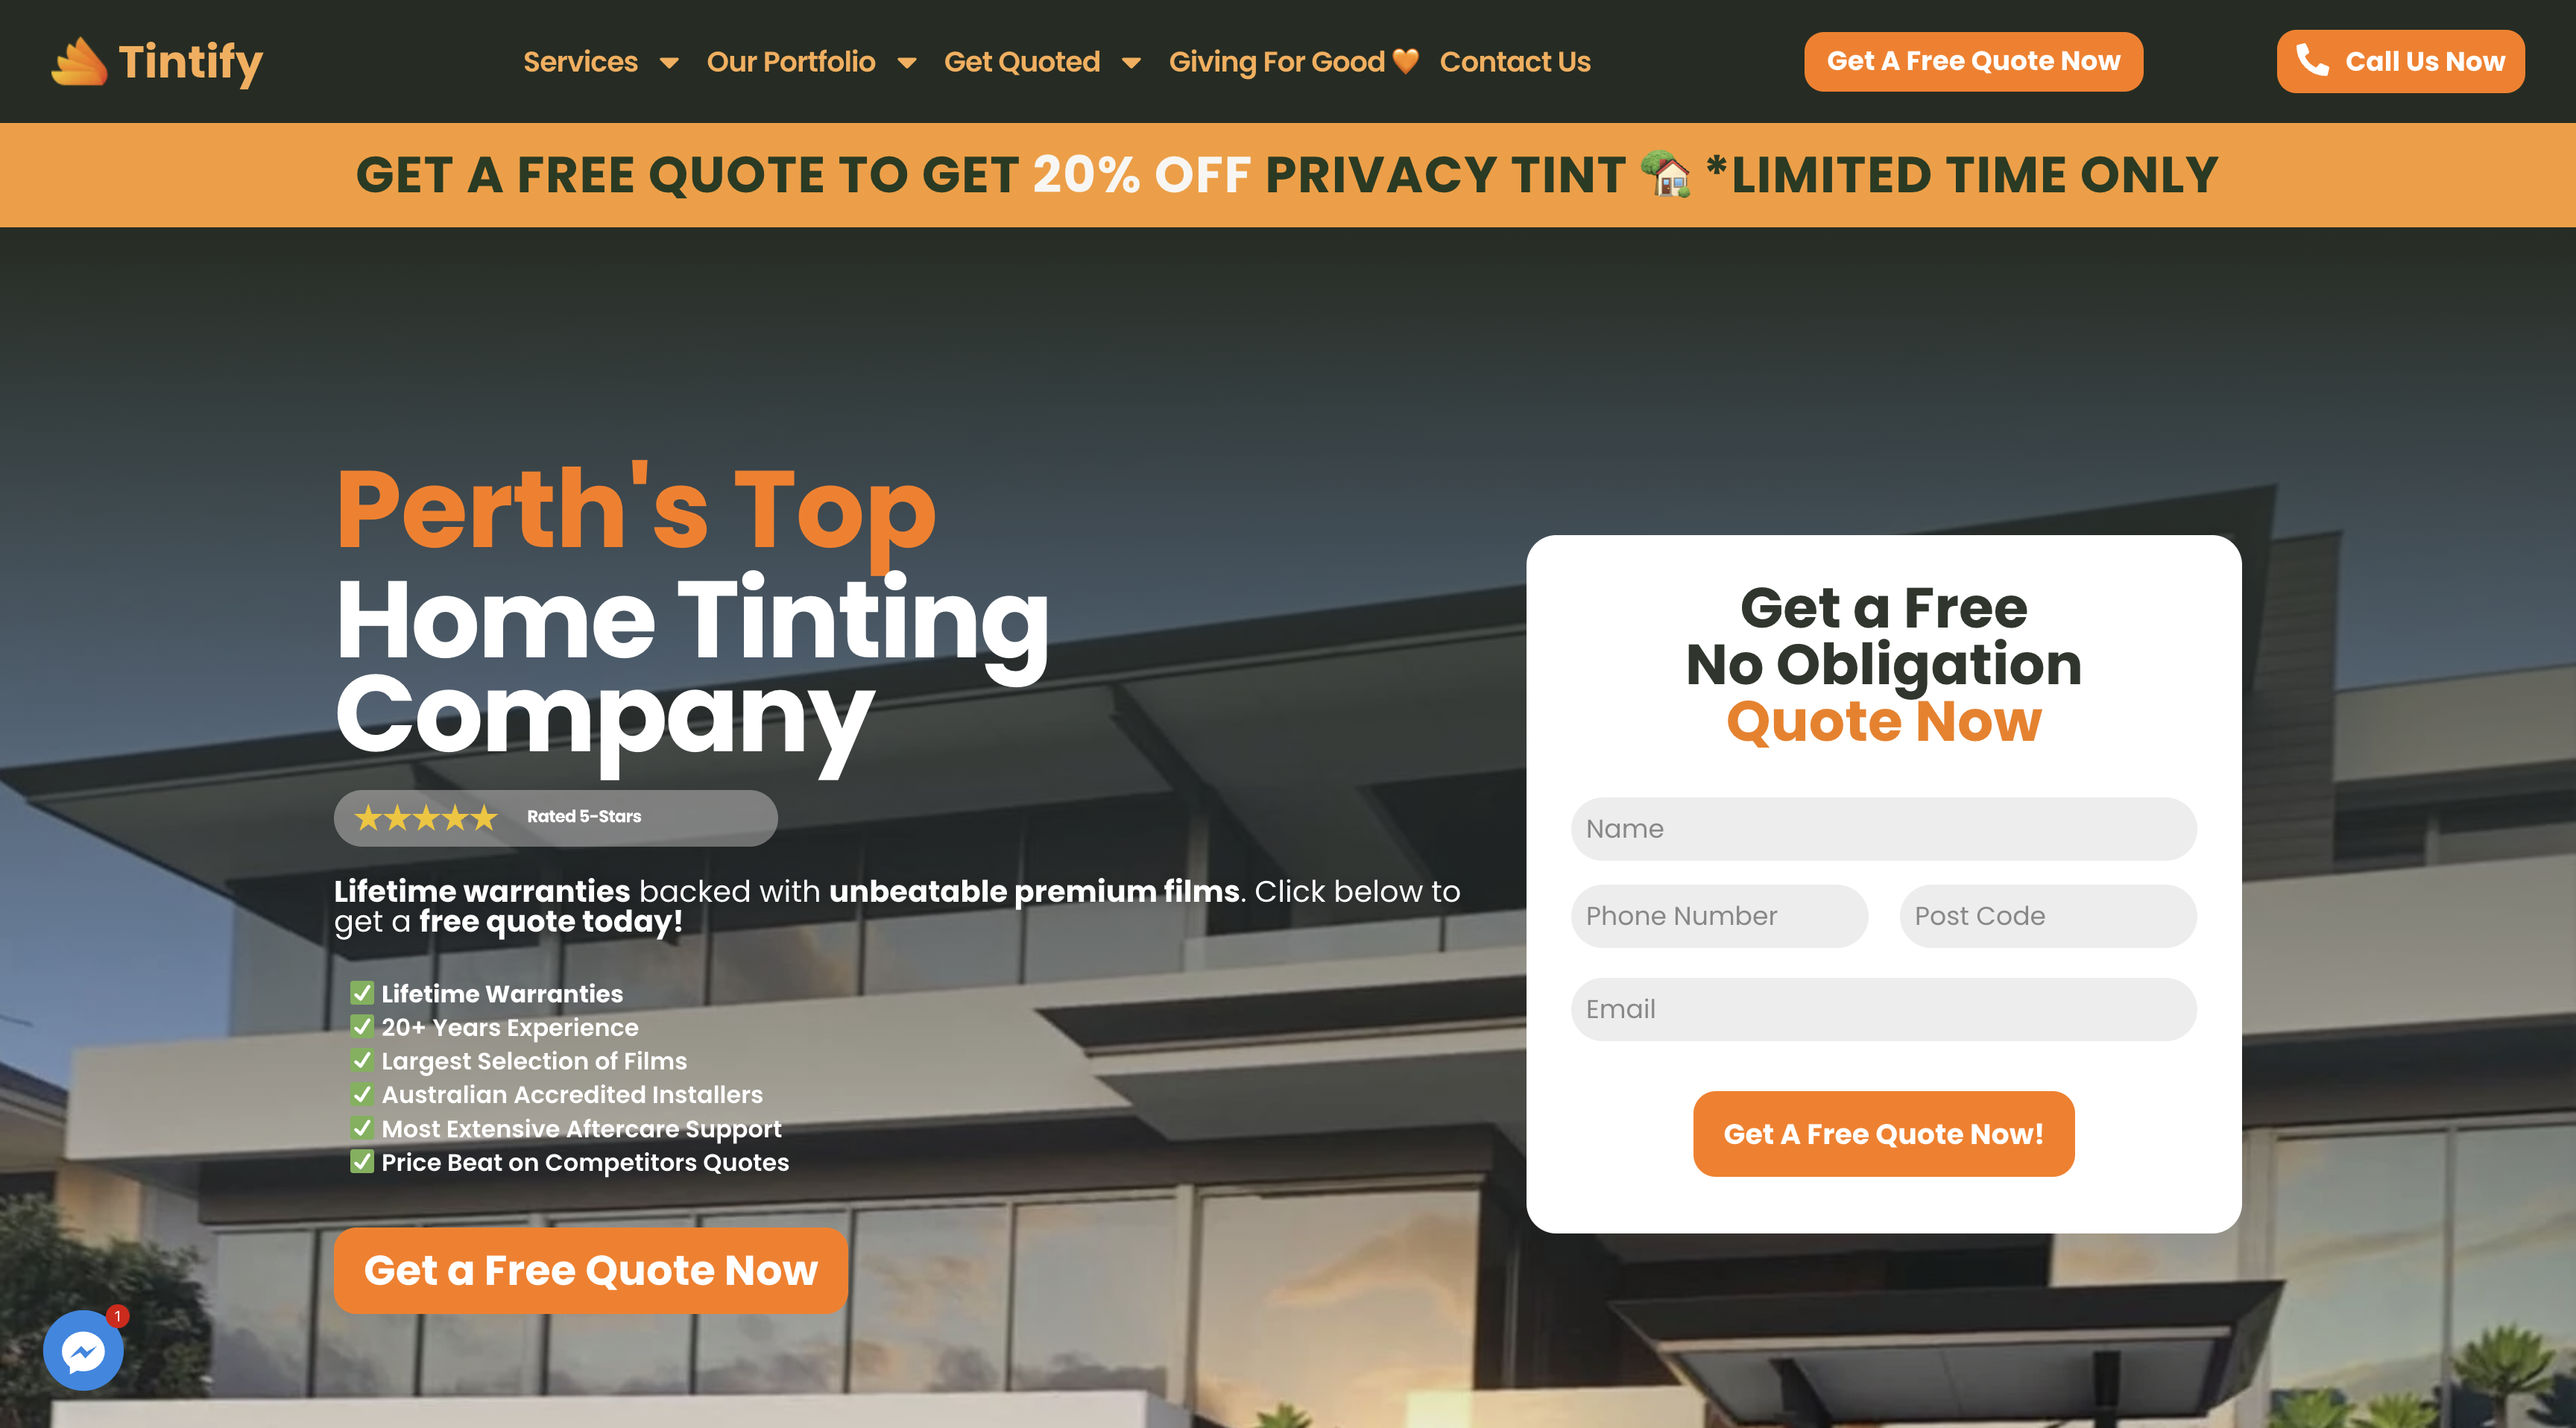 Tintify
Services
Our Portfolio
Get Quoted
Giving For Good 🧡
Contact Us
Get A Free Quote Now
Call Us Now
GET A FREE QUOTE TO GET 20% OFF PRIVACY TINT 🏡 *LIMITED TIME ONLY
Perth's Top
Home Tinting
Company
★★★★★ Rated 5-Stars
Lifetime warranties backed with unbeatable premium films. Click below to
get a free quote today!
✅ Lifetime Warranties
✅ 20+ Years Experience
✅ Largest Selection of Films
✅ Australian Accredited Installers
✅ Most Extensive Aftercare Support
✅ Price Beat on Competitors Quotes
Get a Free Quote Now
Get a Free
No Obligation
Quote Now
Name
Phone Number
Post Code
Email
Get A Free Quote Now!
1